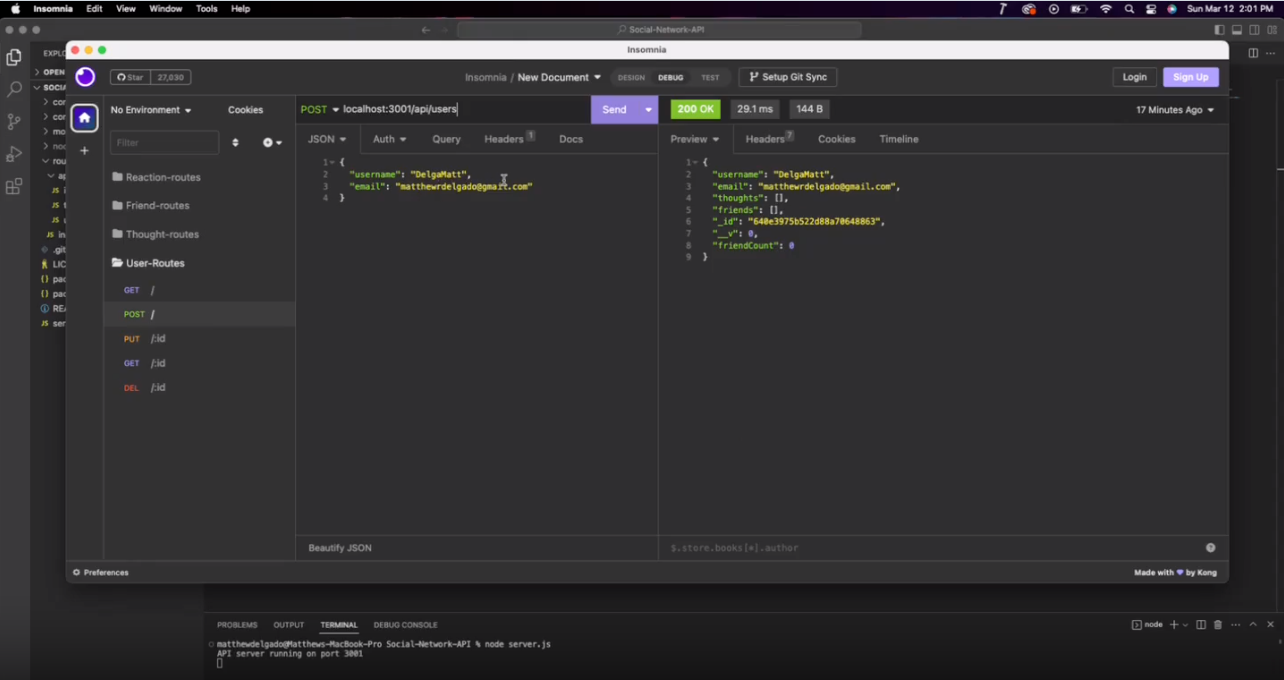 Insomnia Edit View Window Tools Help Sun Mar 12 2:01 PM
Social-Network-API
Insomnia
EXPLO
OPEN
SOCIA
Star 27,030 Insomnia / New Document DESIGN DEBUG TEST Setup Git Sync Login Sign Up
No Environment Cookies POST localhost:3001/api/users Send 200 OK 29.1 ms 144 B 17 Minutes Ago
Filter JSON Auth Query Headers 1 Docs Preview Headers 7 Cookies Timeline
Reaction-routes
Friend-routes
Thought-routes
User-Routes
GET /
POST /
PUT /:id
GET /:id
DEL /:id
1 {
2 "username": "DelgaMatt",
3 "email": "matthewrdelgado@gmail.com"
4 }
1 {
2 "username": "DelgaMatt",
3 "email": "matthewrdelgado@gmail.com",
4 "thoughts": [],
5 "friends": [],
6 "_id": "640e3975b522d88a70648863",
7 "__v": 0,
8 "friendCount": 0
9 }
con
con
mo
nod
rou
JS in
.git
LIC
{} pac
{} pac
REA
JS ser
Beautify JSON $.store.books[*].author
Preferences Made with by Kong
PROBLEMS OUTPUT TERMINAL DEBUG CONSOLE node
matthewdelgado@Matthews-MacBook-Pro Social-Network-API % node server.js
API server running on port 3001